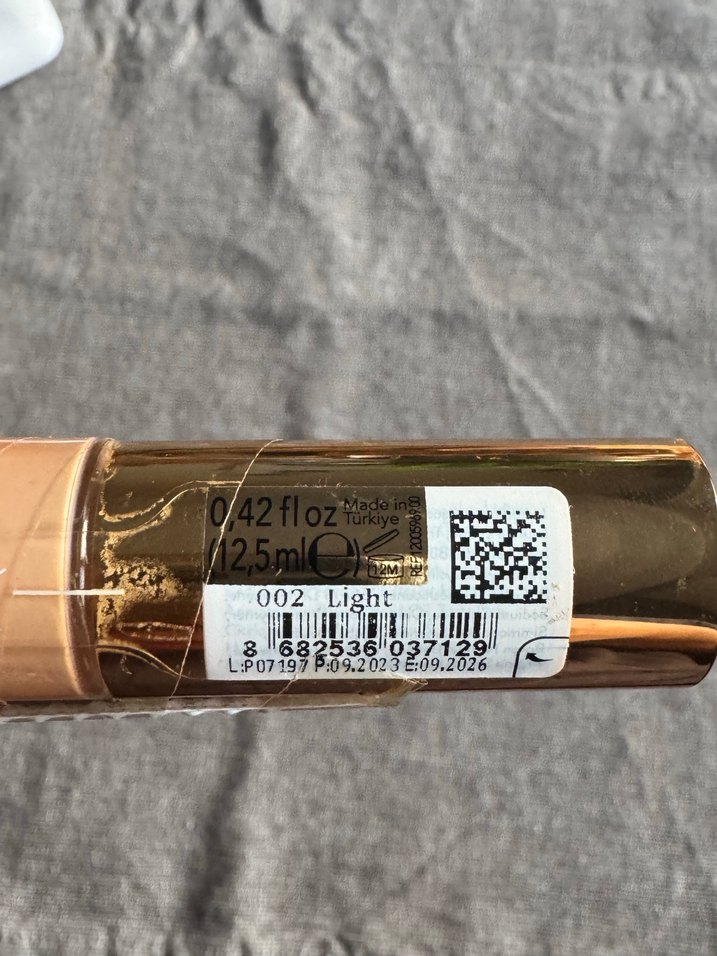 0,42 fl oz
(12,5 ml e)
Made in
Türkiye
12M
REF1200596900
002 Light
8 682536 037129
L:P07197 P:09.2023 E:09.2026